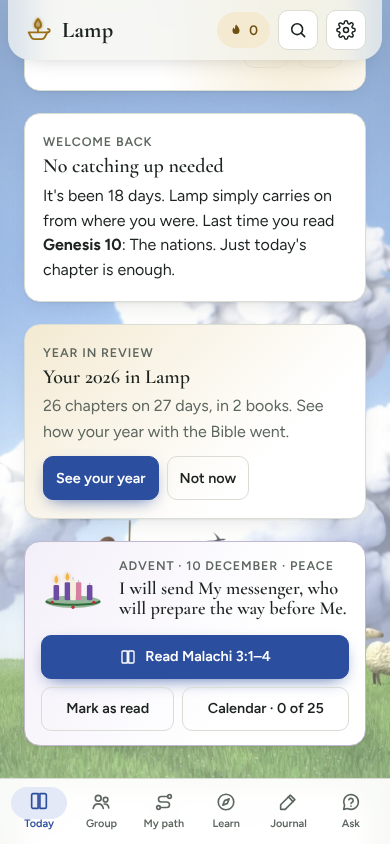 Lamp
0
WELCOME BACK
No catching up needed
It's been 18 days. Lamp simply carries on
from where you were. Last time you read
Genesis 10: The nations. Just today's
chapter is enough.
YEAR IN REVIEW
Your 2026 in Lamp
26 chapters on 27 days, in 2 books. See
how your year with the Bible went.
See your year
Not now
ADVENT · 10 DECEMBER · PEACE
I will send My messenger, who
will prepare the way before Me.
Read Malachi 3:1–4
Mark as read
Calendar · 0 of 25
Today
Group
My path
Learn
Journal
Ask